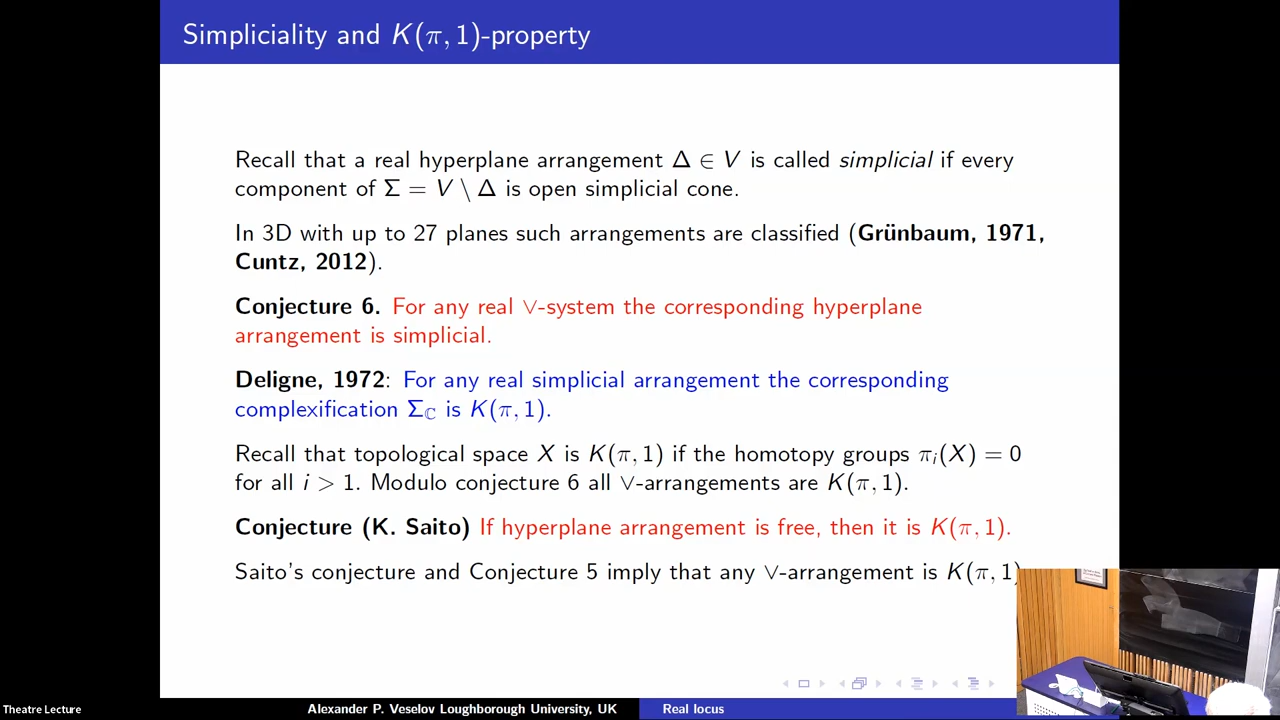 Simpliciality and K(π, 1)-property
Recall that a real hyperplane arrangement Δ ∈ V is called simplicial if every
component of Σ = V \ Δ is open simplicial cone.
In 3D with up to 27 planes such arrangements are classified (Grünbaum, 1971,
Cuntz, 2012).
Conjecture 6. For any real ∨-system the corresponding hyperplane
arrangement is simplicial.
Deligne, 1972: For any real simplicial arrangement the corresponding
complexification Σ_ℂ is K(π, 1).
Recall that topological space X is K(π, 1) if the homotopy groups π_i(X) = 0
for all i > 1. Modulo conjecture 6 all ∨-arrangements are K(π, 1).
Conjecture (K. Saito) If hyperplane arrangement is free, then it is K(π, 1).
Saito's conjecture and Conjecture 5 imply that any ∨-arrangement is K(π, 1)
Theatre Lecture
Alexander P. Veselov Loughborough University, UK
Real locus